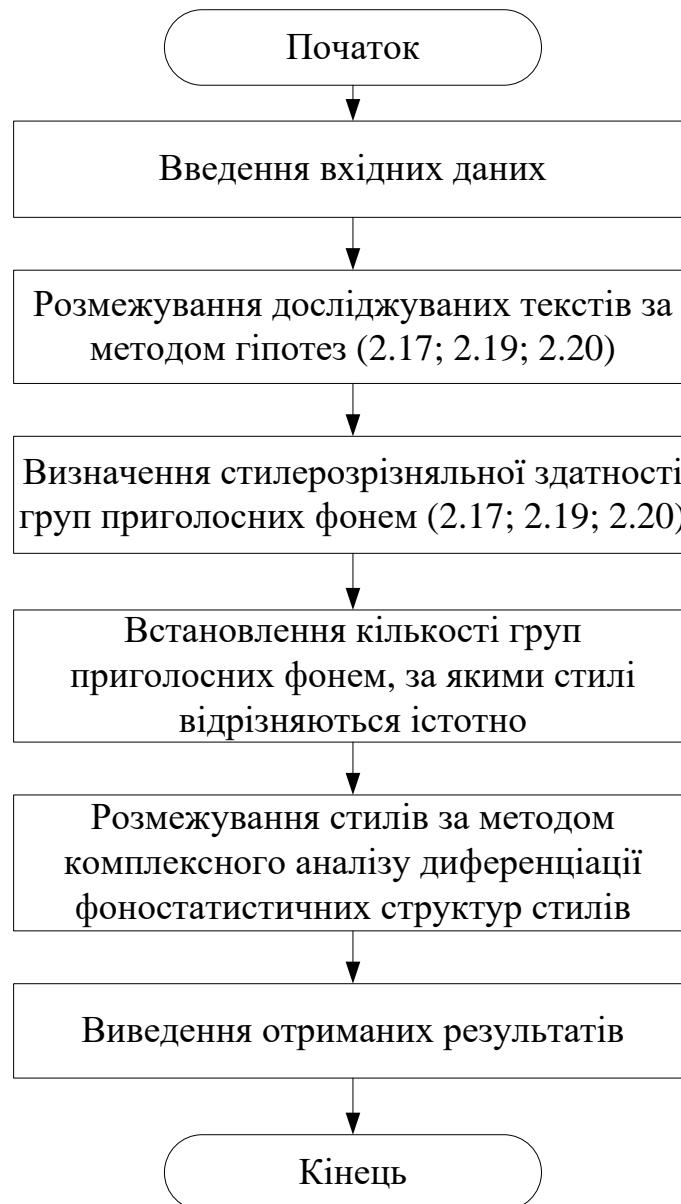 Початок
Введення вхідних даних
Розмежування досліджуваних текстів за
методом гіпотез (2.17; 2.19; 2.20)
Визначення стилерозрізняльної здатності
груп приголосних фонем (2.17; 2.19; 2.20)
Встановлення кількості груп
приголосних фонем, за якими стилі
відрізняються істотно
Розмежування стилів за методом
комплексного аналізу диференціації
фоностатистичних структур стилів
Виведення отриманих результатів
Кінець